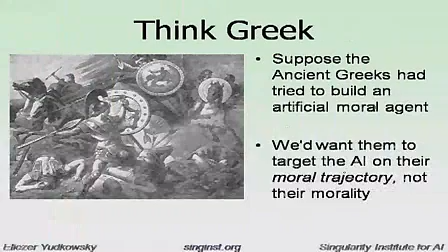 Think Greek
• Suppose the
Ancient Greeks had
tried to build an
artificial moral agent
• We'd want them to
target the AI on their
moral trajectory, not
their morality
Eliezer Yudkowsky
singinst.org
Singularity Institute for AI